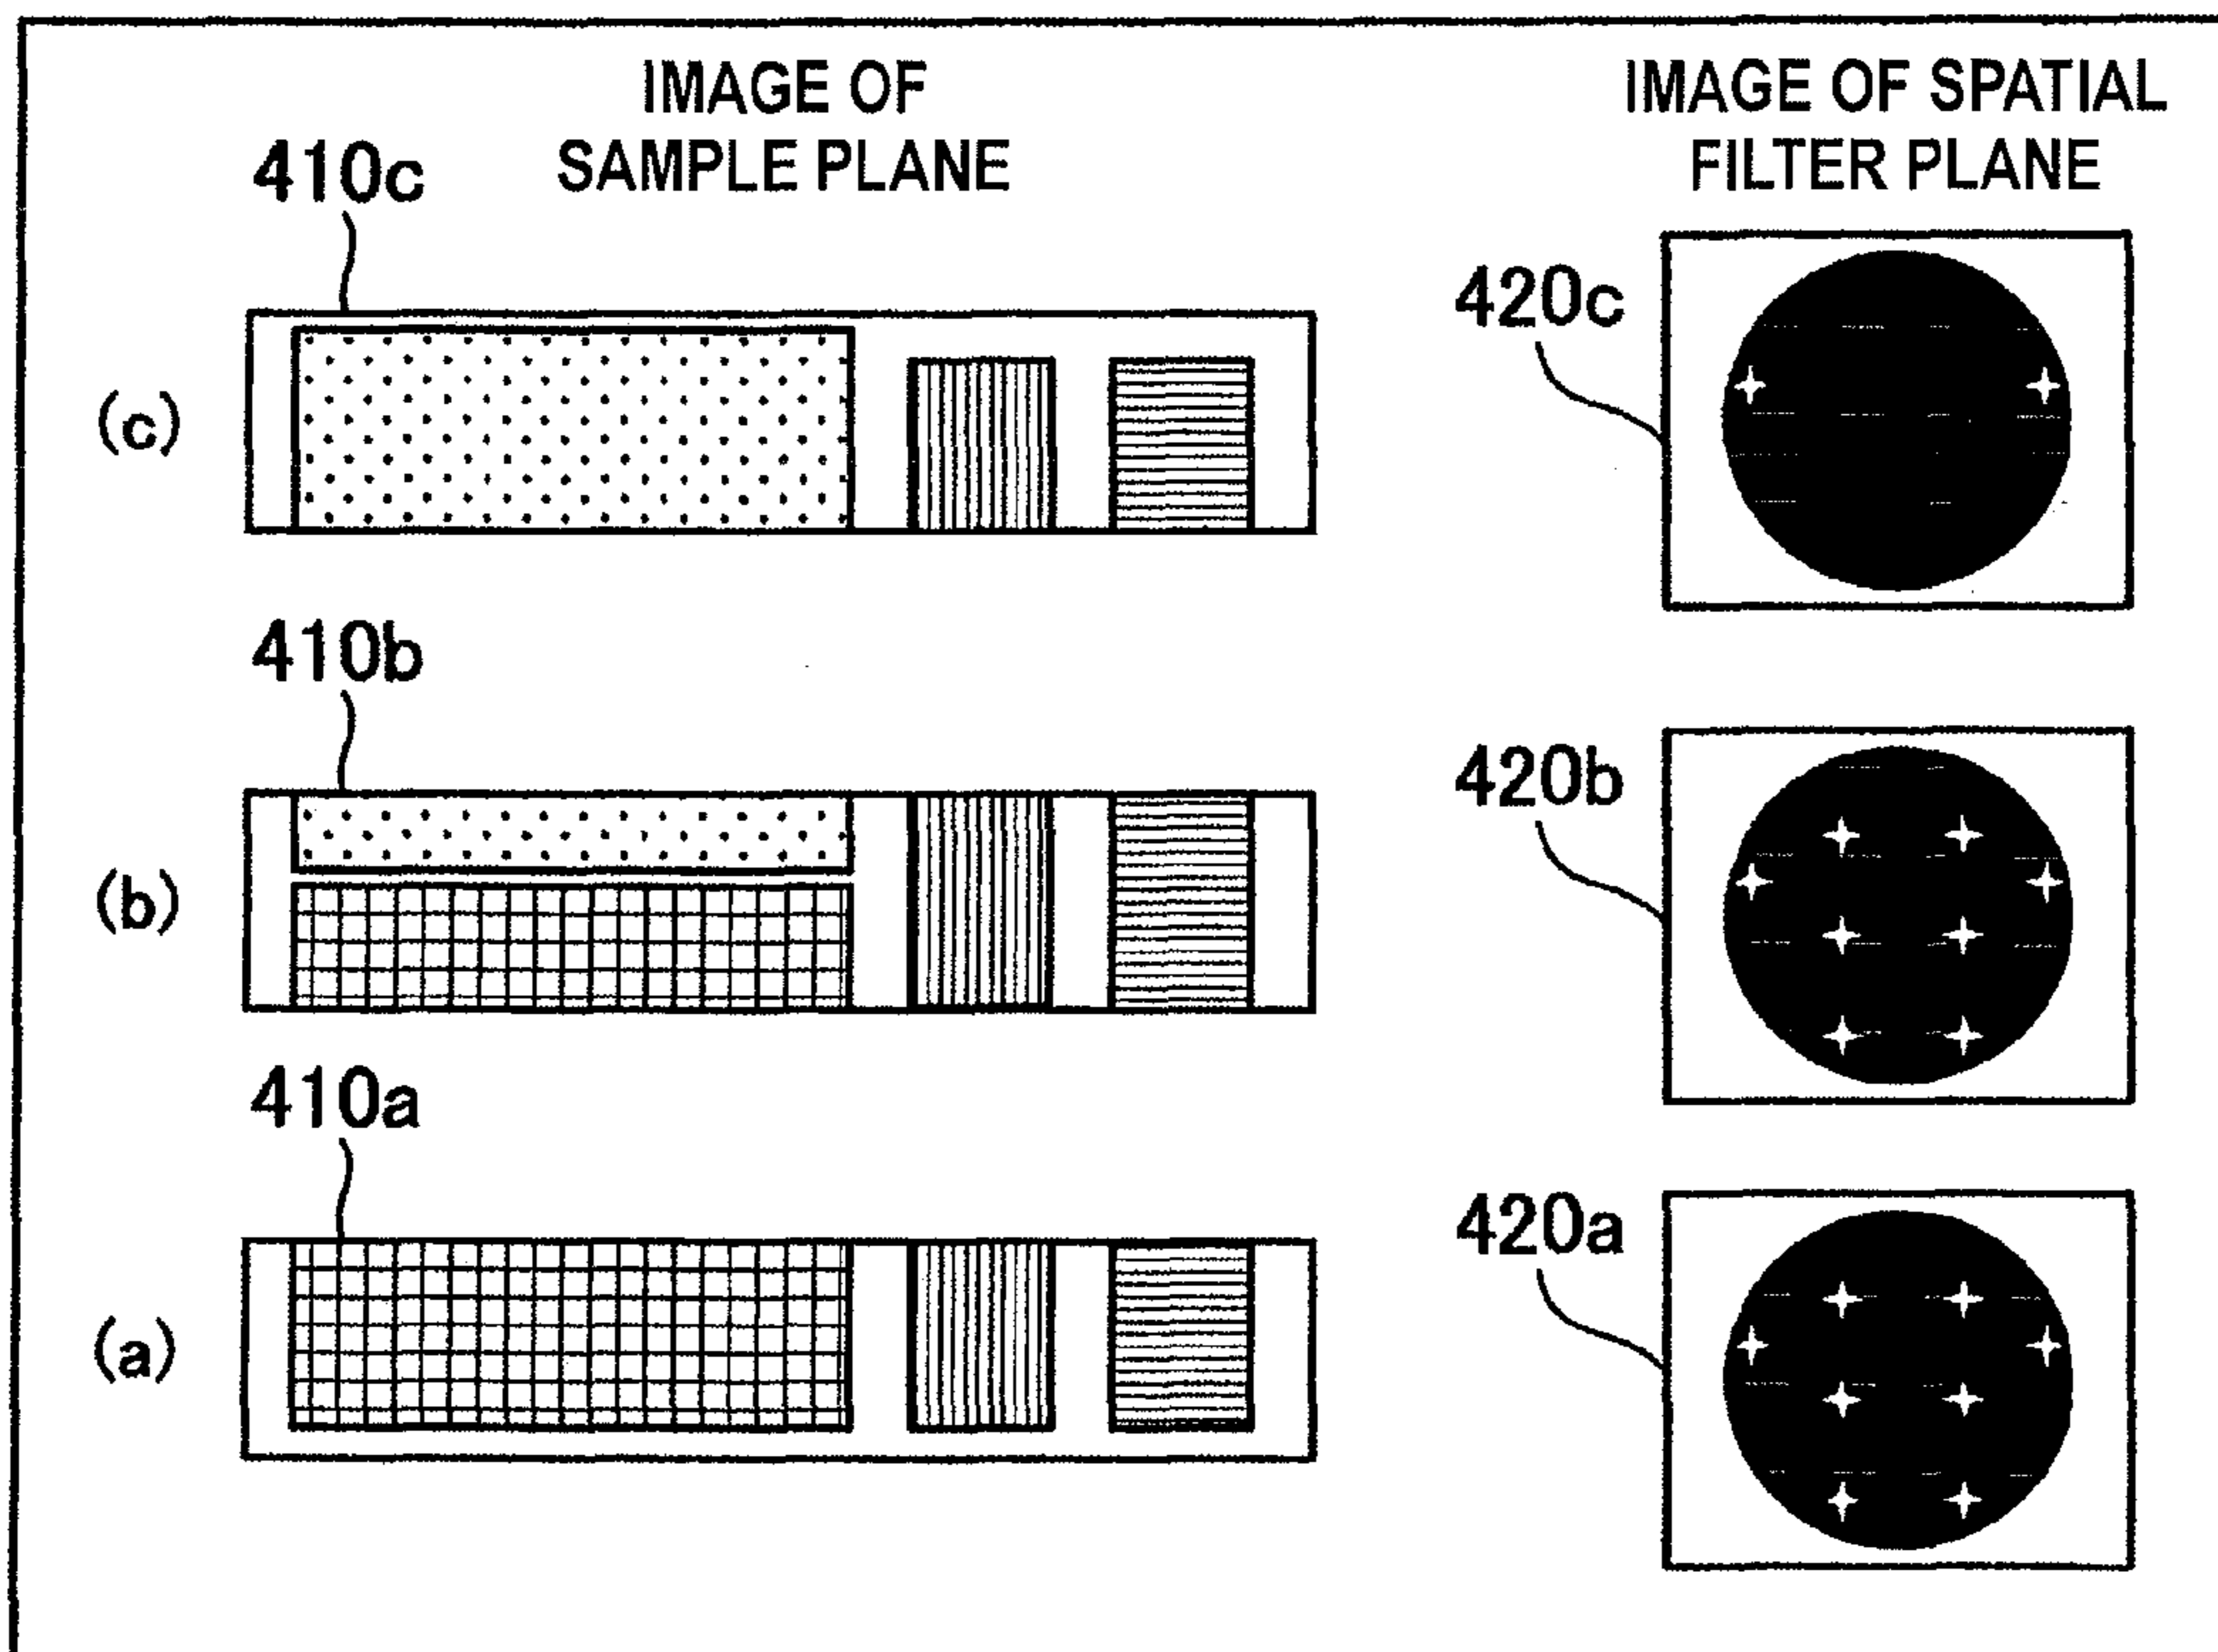 IMAGE OF
SAMPLE PLANE
IMAGE OF SPATIAL
FILTER PLANE
410c
420c
(c)
410b
420b
(b)
410a
420a
(a)